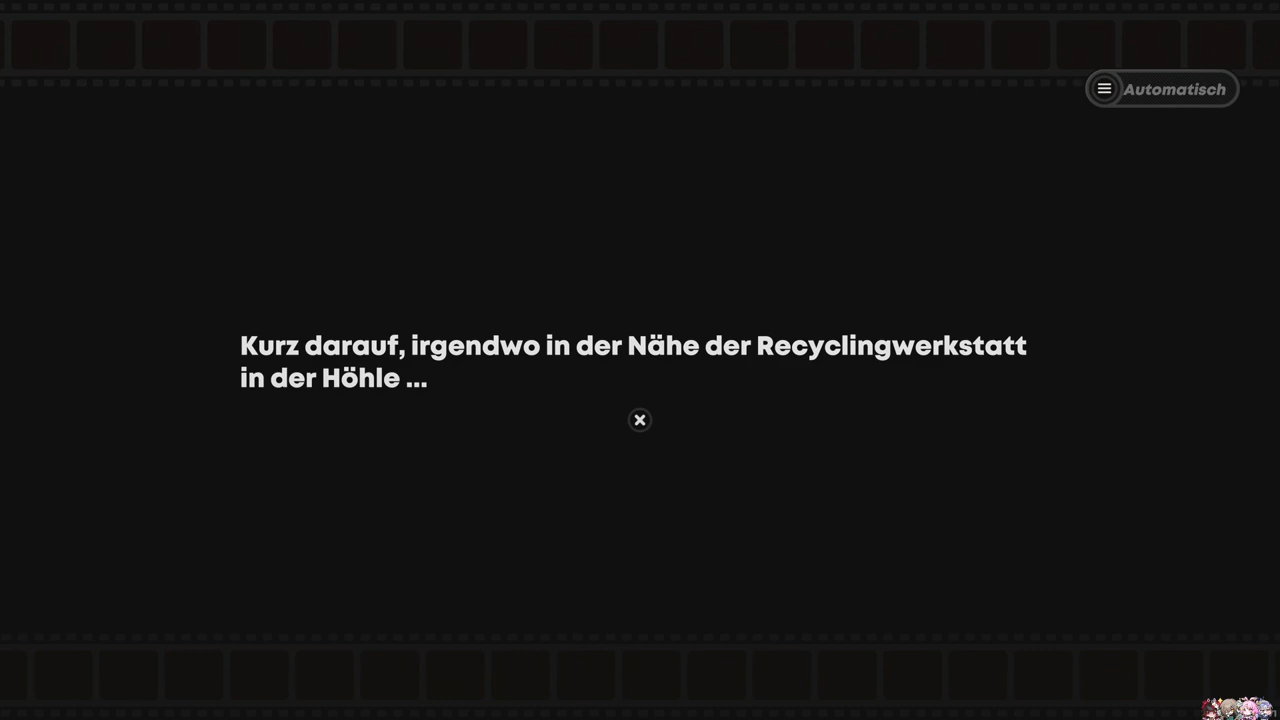 Automatisch
Kurz darauf, irgendwo in der Nähe der Recyclingwerkstatt
in der Höhle ...